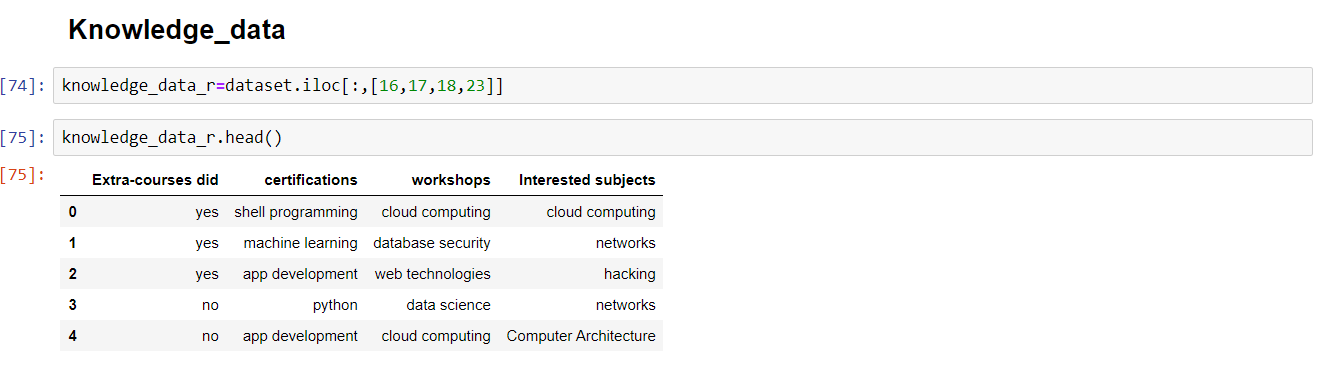 Knowledge_data
[74]: knowledge_data_r=dataset.iloc[:,[16,17,18,23]]
[75]: knowledge_data_r.head()
[75]:
Extra-courses did certifications workshops Interested subjects
0 yes shell programming cloud computing cloud computing
1 yes machine learning database security networks
2 yes app development web technologies hacking
3 no python data science networks
4 no app development cloud computing Computer Architecture